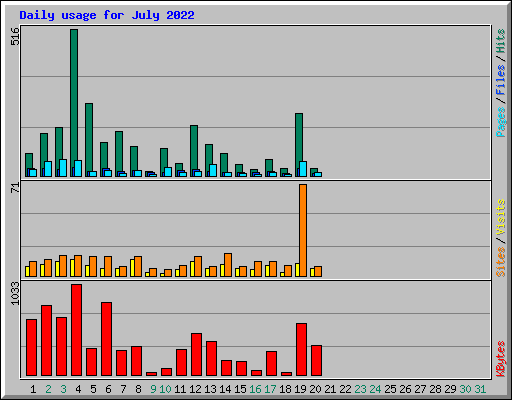 Daily usage for July 2022
516
Pages / Files / Hits
71
Sites / Visits
1033
KBytes
1 2 3 4 5 6 7 8 9 10 11 12 13 14 15 16 17 18 19 20 21 22 23 24 25 26 27 28 29 30 31